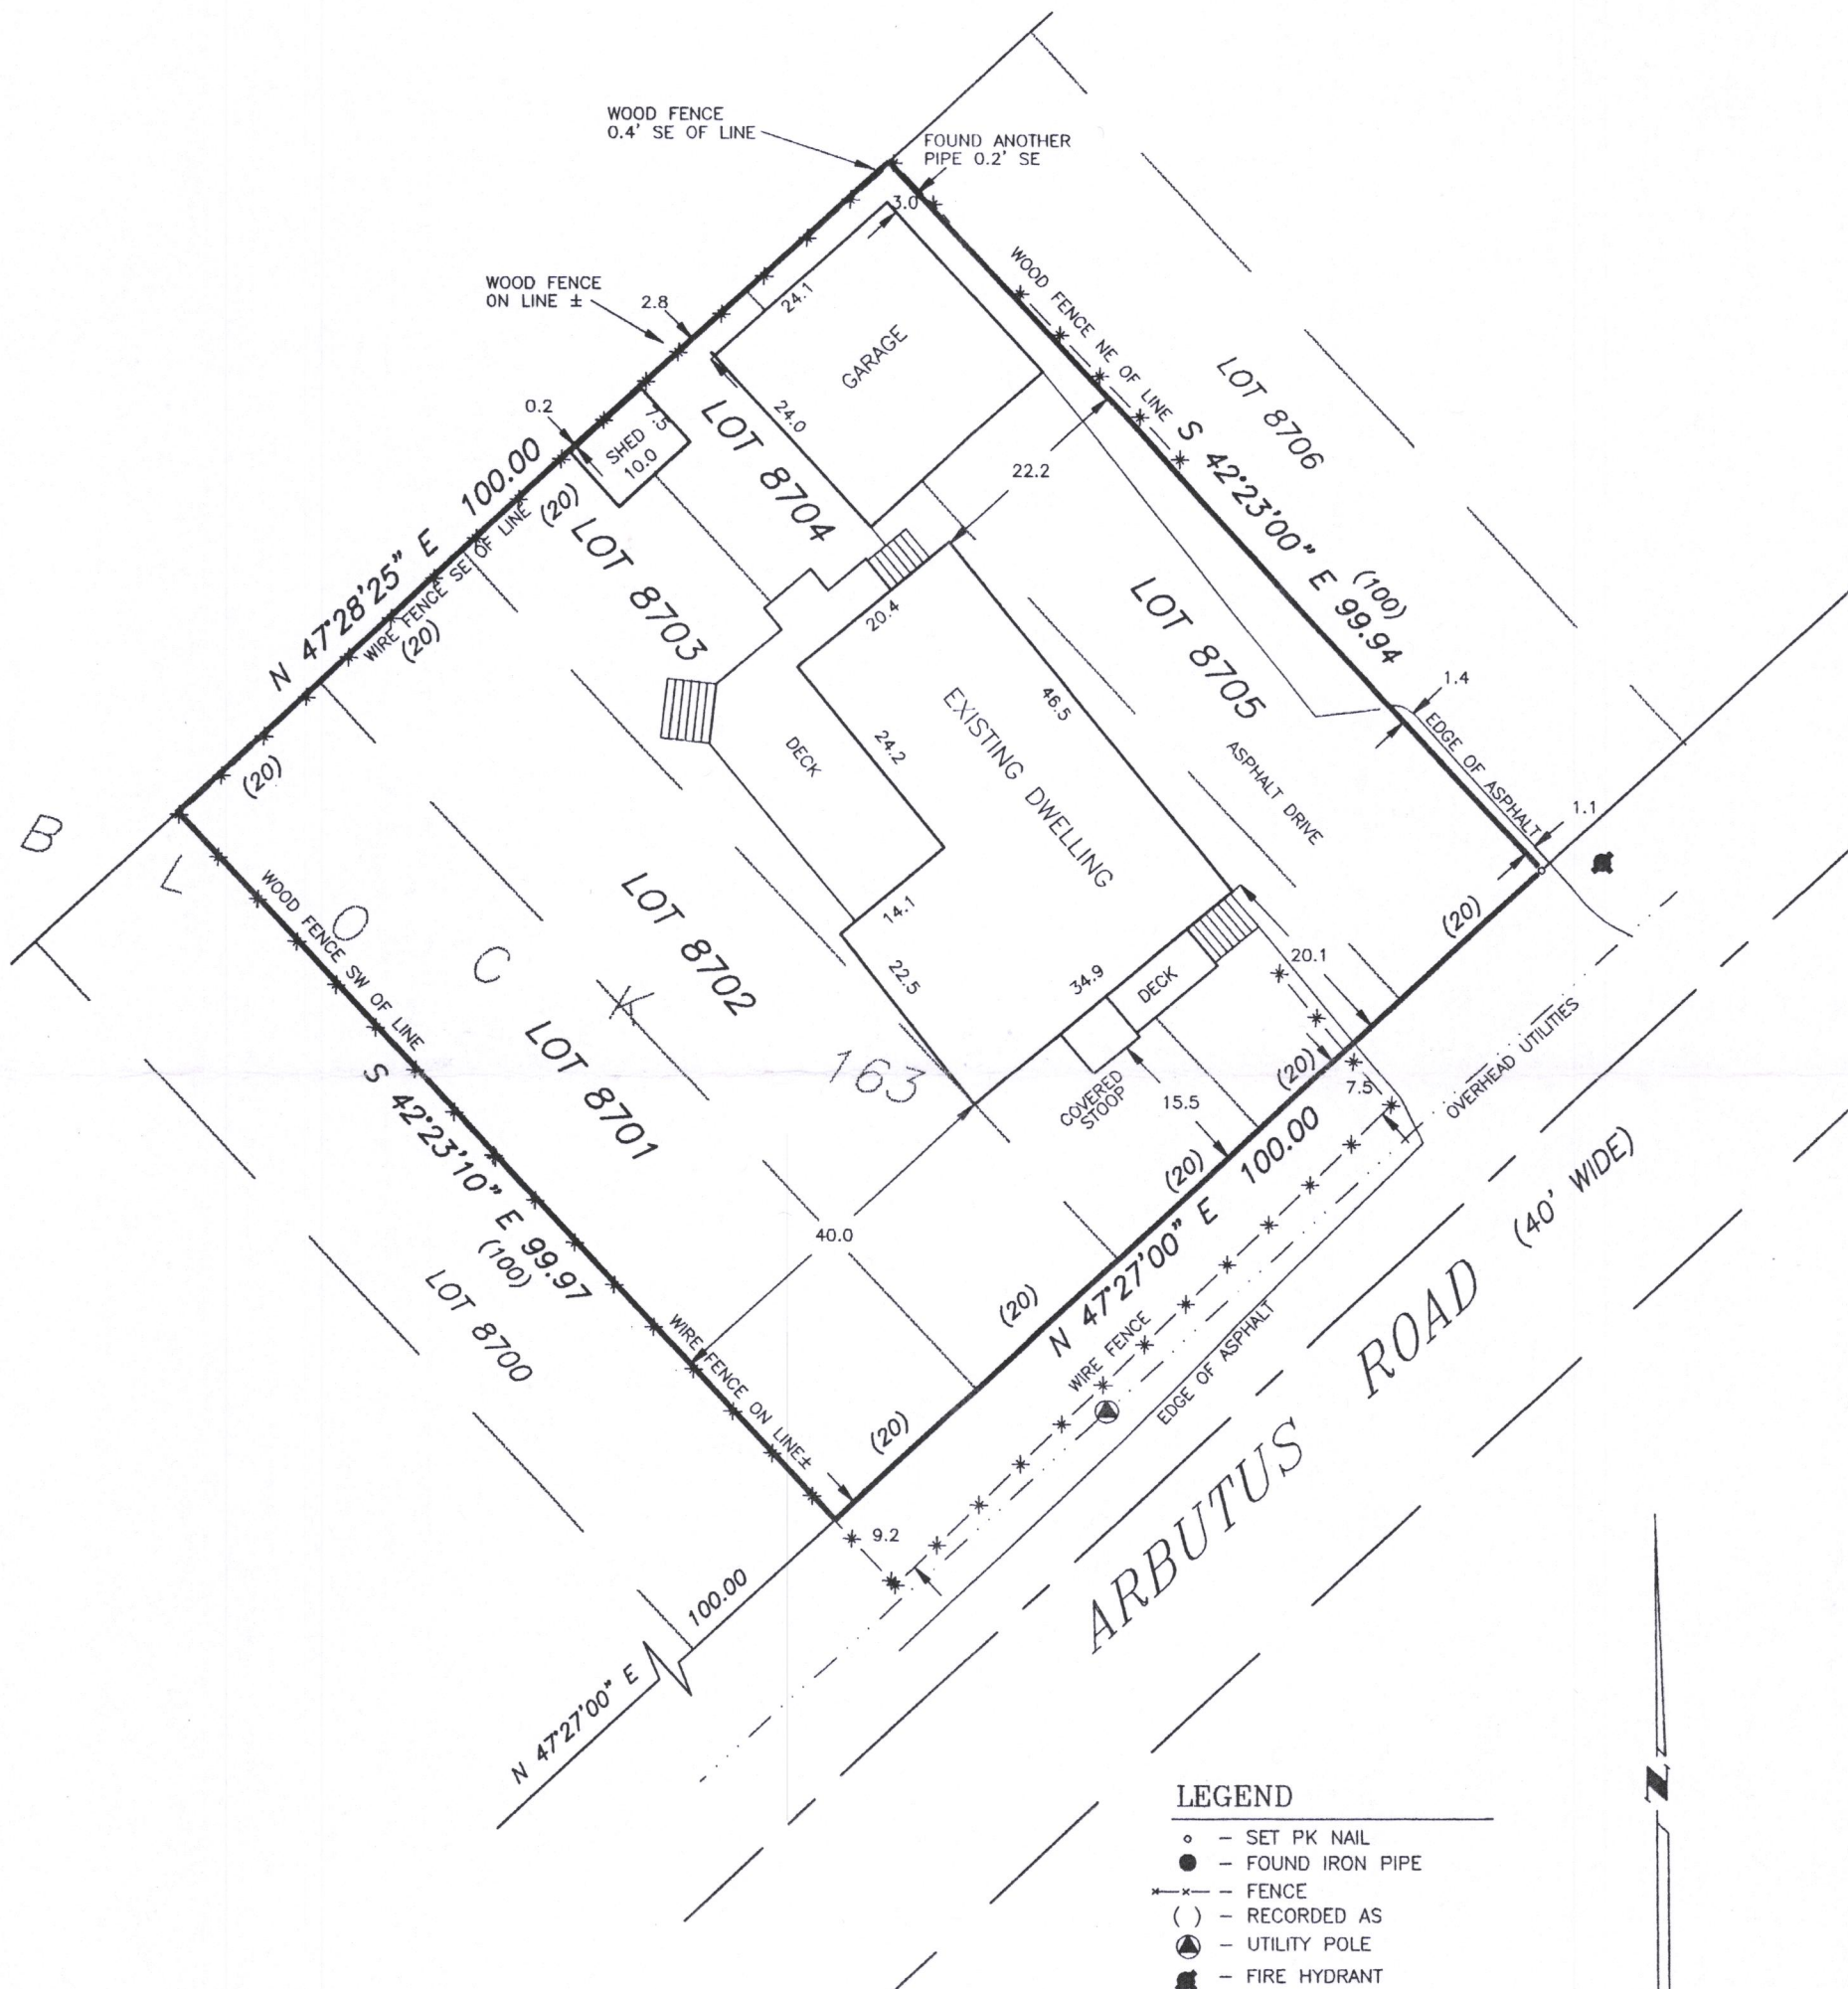 WOOD FENCE
0.4' SE OF LINE
FOUND ANOTHER
PIPE 0.2' SE
3.0
WOOD FENCE
ON LINE ±
2.8
24.1
GARAGE
24.0
WOOD FENCE NE OF LINE
LOT 8706
S 42°23'00" E 99.94
(100)
0.2
SHED
7.5
10.0
LOT 8704
22.2
N 47°28'25" E 100.00
WIRE FENCE SE OF LINE
(20)
(20)
(20)
LOT 8703
20.4
LOT 8705
1.4
EDGE OF ASPHALT
1.1
46.5
EXISTING DWELLING
24.2
DECK
ASPHALT DRIVE
BLOCK 163
WOOD FENCE SW OF LINE
LOT 8702
14.1
22.5
34.9
DECK
20.1
(20)
LOT 8701
COVERED
STOOP
15.5
(20)
7.5
OVERHEAD UTILITIES
S 42°23'10" E 99.97
(100)
LOT 8700
40.0
(20)
N 47°27'00" E 100.00
(20)
WIRE FENCE
EDGE OF ASPHALT
WIRE FENCE ON LINE±
(20)
9.2
ARBUTUS ROAD (40' WIDE)
N 47°27'00" E 100.00
N
LEGEND
– SET PK NAIL
– FOUND IRON PIPE
x—x— – FENCE
( ) – RECORDED AS
– UTILITY POLE
– FIRE HYDRANT